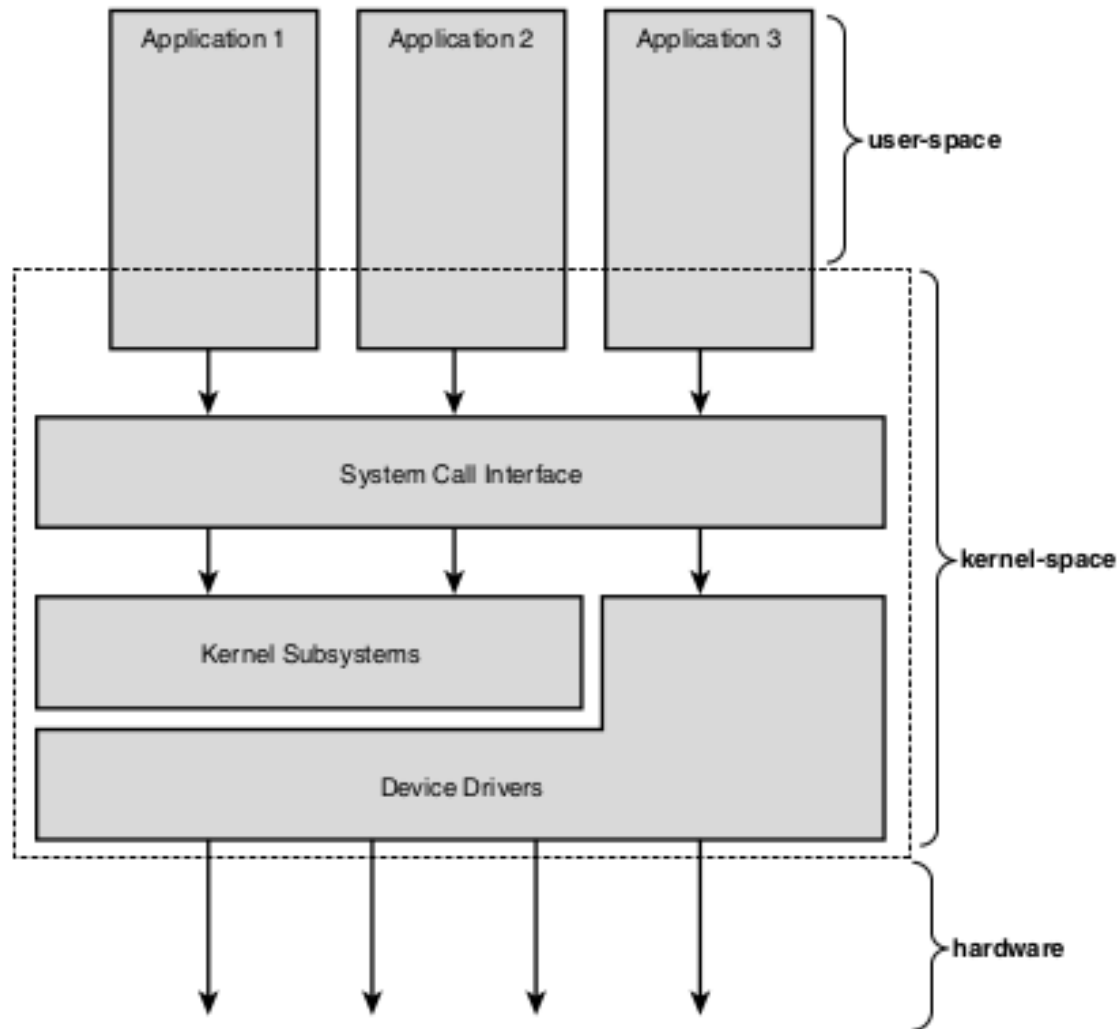 Application 1
Application 2
Application 3
user-space
System Call Interface
kernel-space
Kernel Subsystems
Device Drivers
hardware